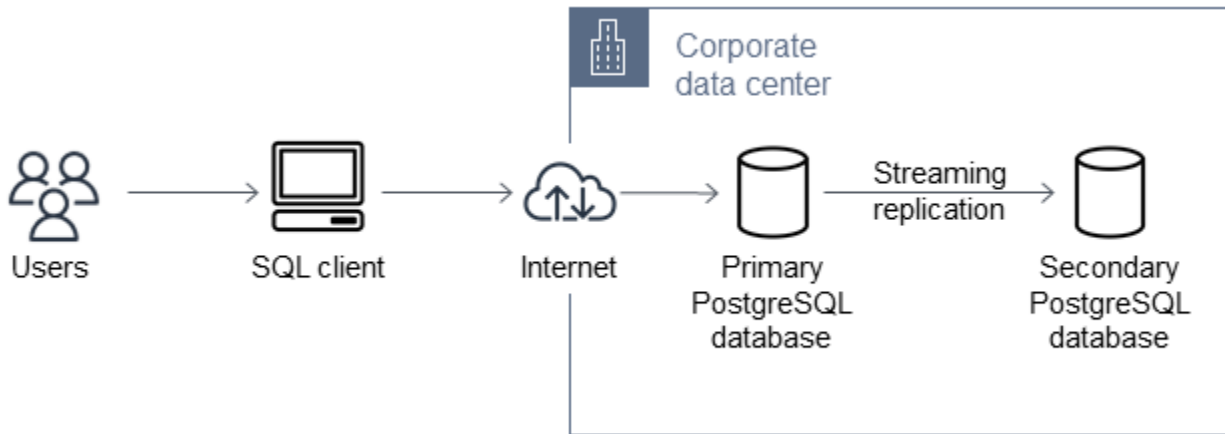 Corporate
data center
Users
SQL client
Internet
Primary
PostgreSQL
database
Streaming
replication
Secondary
PostgreSQL
database